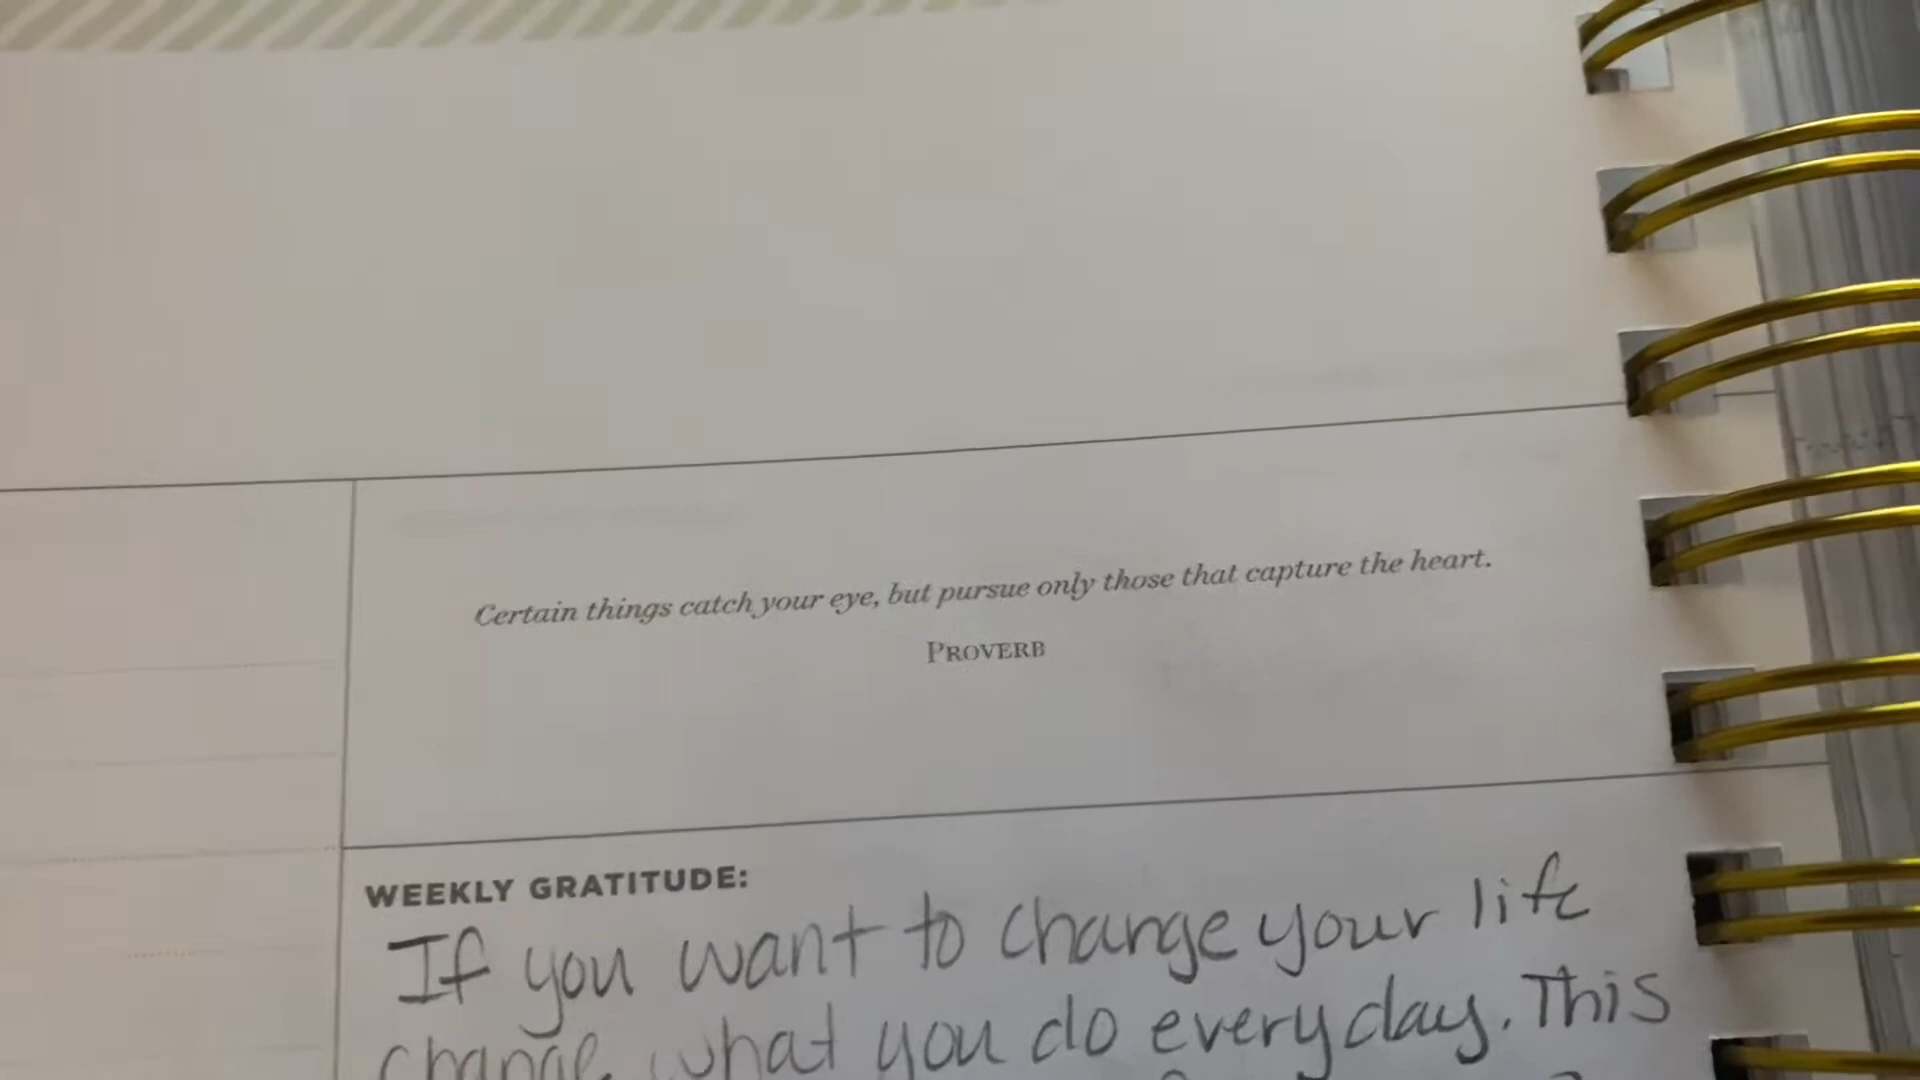 Certain things catch your eye, but pursue only those that capture the heart.
PROVERB
WEEKLY GRATITUDE:
If you want to change your life
change what you do everyday. This